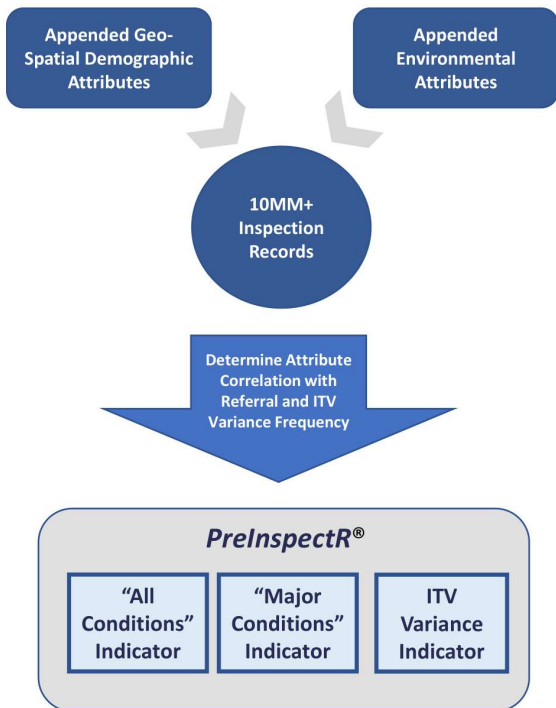 Appended Geo-
Spatial Demographic
Attributes
Appended
Environmental
Attributes
10MM+
Inspection
Records
Determine Attribute
Correlation with
Referral and ITV
Variance Frequency
PreInspectR®
“All
Conditions”
Indicator
“Major
Conditions”
Indicator
ITV
Variance
Indicator